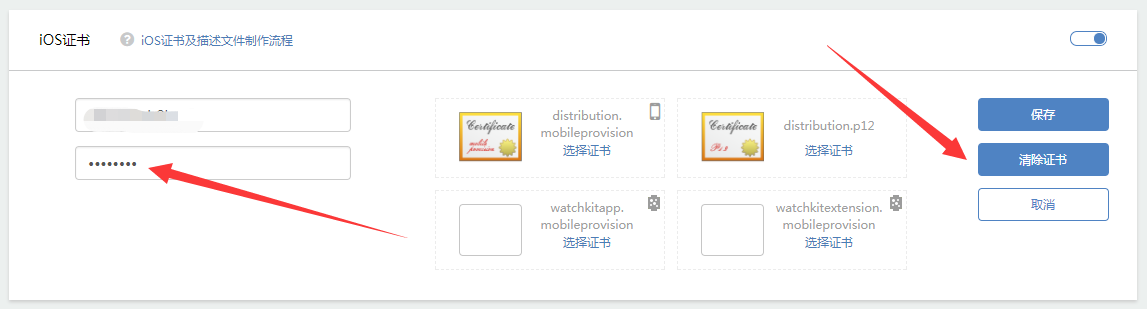 iOS证书
iOS证书及描述文件制作流程
••••••••
Certificate
mobile
provision
distribution.
mobileprovision
选择证书
Certificate
distribution.p12
选择证书
watchkitapp.
mobileprovision
选择证书
watchkitextension.
mobileprovision
选择证书
保存
清除证书
取消